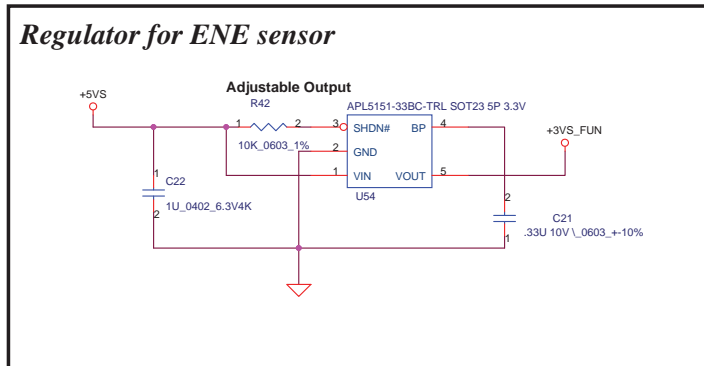 Regulator for ENE sensor
+5VS
Adjustable Output
R42
APL5151-33BC-TRL SOT23 5P 3.3V
1 2 3 SHDN# BP 4
+3VS_FUN
10K_0603_1%
2 GND
1
C22
1 VIN VOUT 5
1U_0402_6.3V4K
U54
2
2
C21
1
.33U 10V \_0603_+-10%